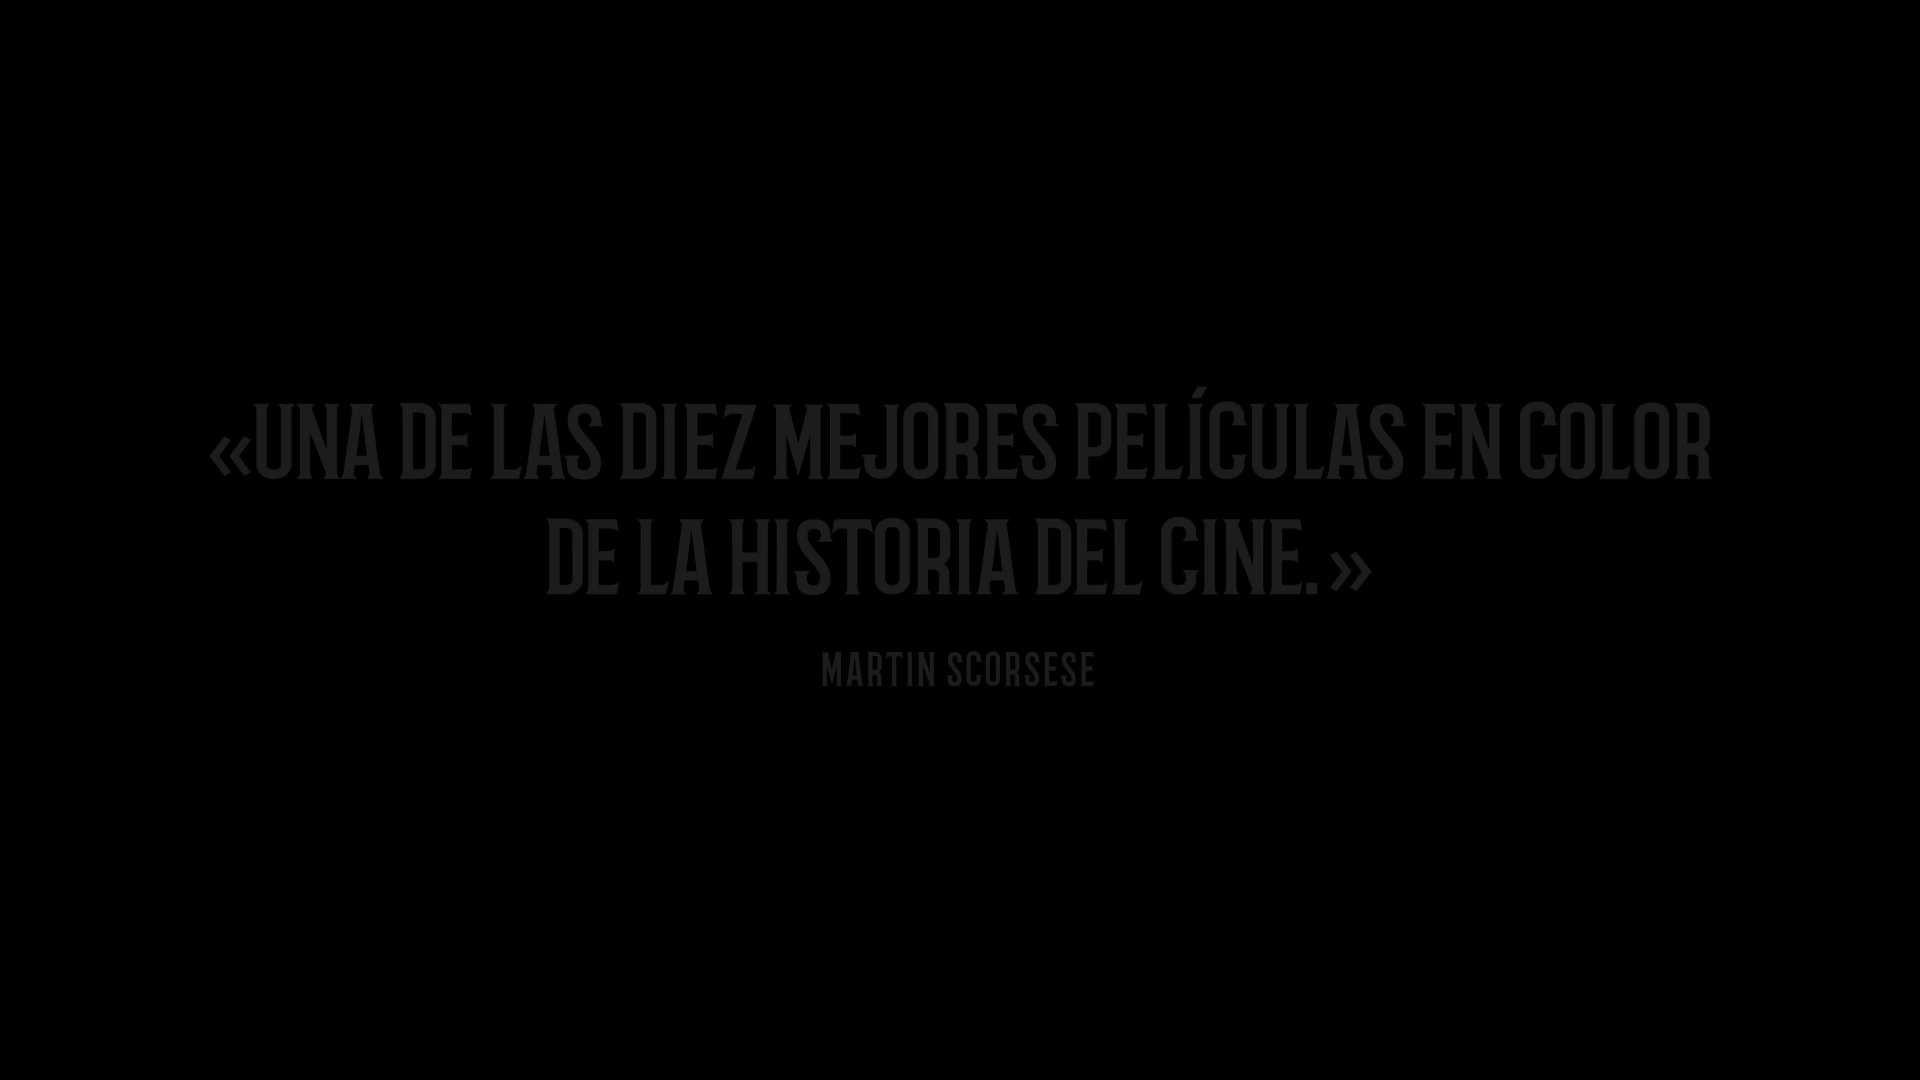 «UNA DE LAS DIEZ MEJORES PELÍCULAS EN COLOR
DE LA HISTORIA DEL CINE.»
MARTIN SCORSESE